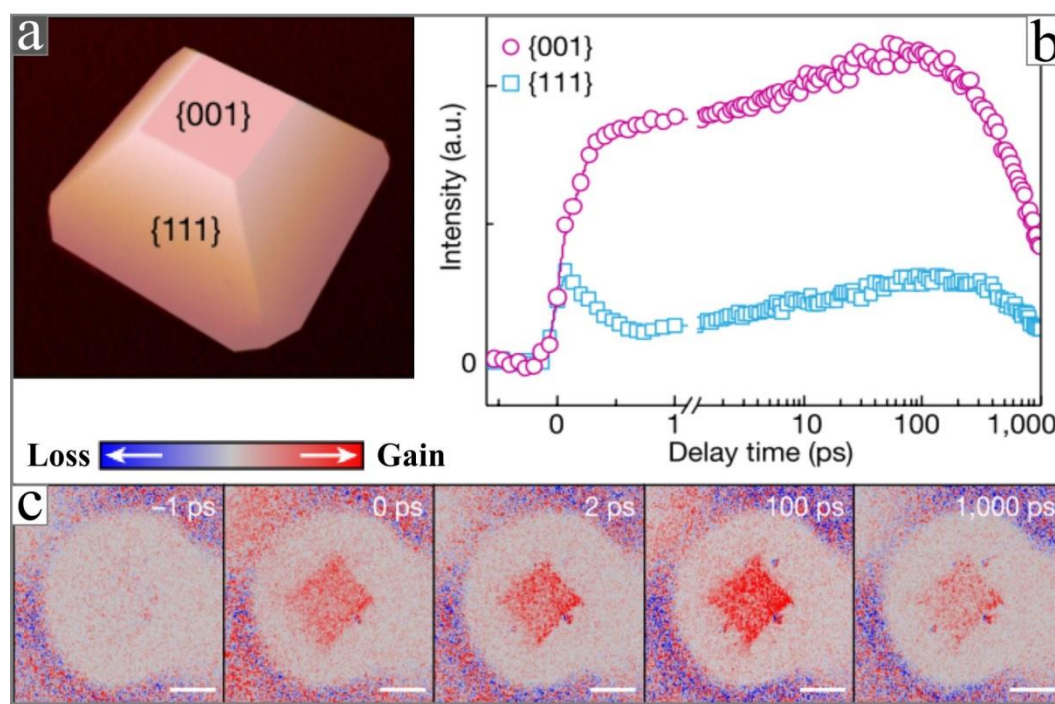 a
{001}
{111}
b
{001}
{111}
Intensity (a.u.)
0
0 1 10 100 1,000
Delay time (ps)
Loss Gain
c
−1 ps 0 ps 2 ps 100 ps 1,000 ps